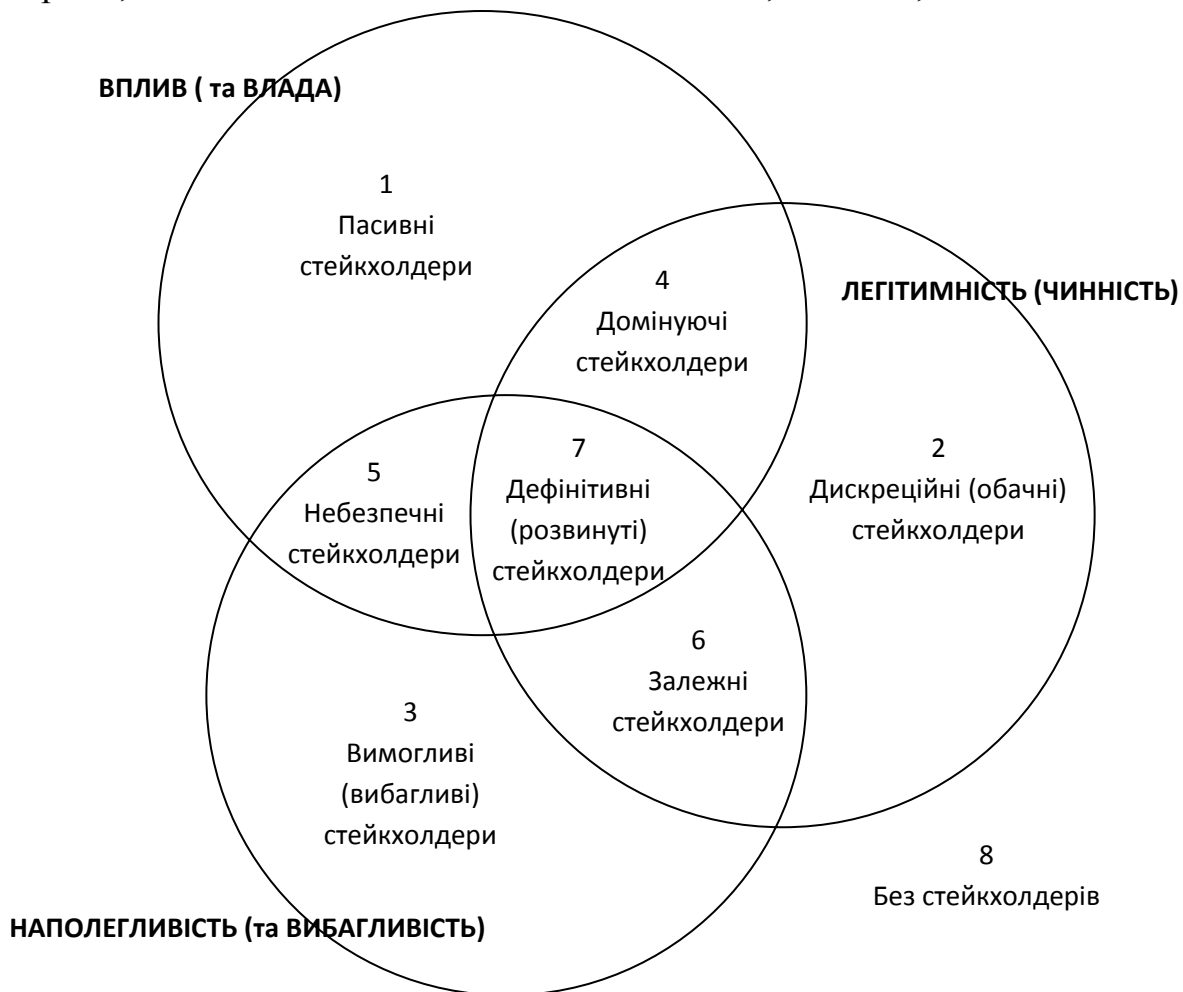 ВПЛИВ ( та ВЛАДА)
1
Пасивні
стейкхолдери
4
Домінуючі
стейкхолдери
ЛЕГІТИМНІСТЬ (ЧИННІСТЬ)
5
Небезпечні
стейкхолдери
7
Дефінітивні
(розвинуті)
стейкхолдери
2
Дискреційні (обачні)
стейкхолдери
6
Залежні
стейкхолдери
3
Вимогливі
(вибагливі)
стейкхолдери
8
Без стейкхолдерів
НАПОЛЕГЛИВІСТЬ (та ВИБАГЛИВІСТЬ)